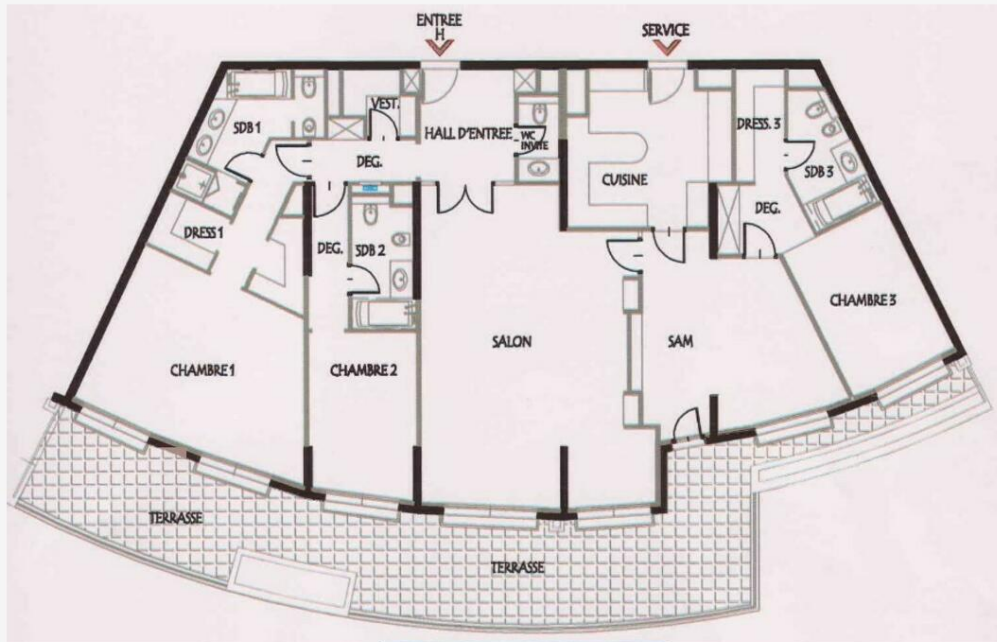 ENTREE
H
SERVICE
SDB 1
VEST.
HALL D'ENTREE
WC
INVITE
DEG.
CUISINE
DRESS. 3
SDB 3
DEG.
DRESS 1
DEG.
SDB 2
CHAMBRE 3
SALON
SAM
CHAMBRE 1
CHAMBRE 2
TERRASSE
TERRASSE